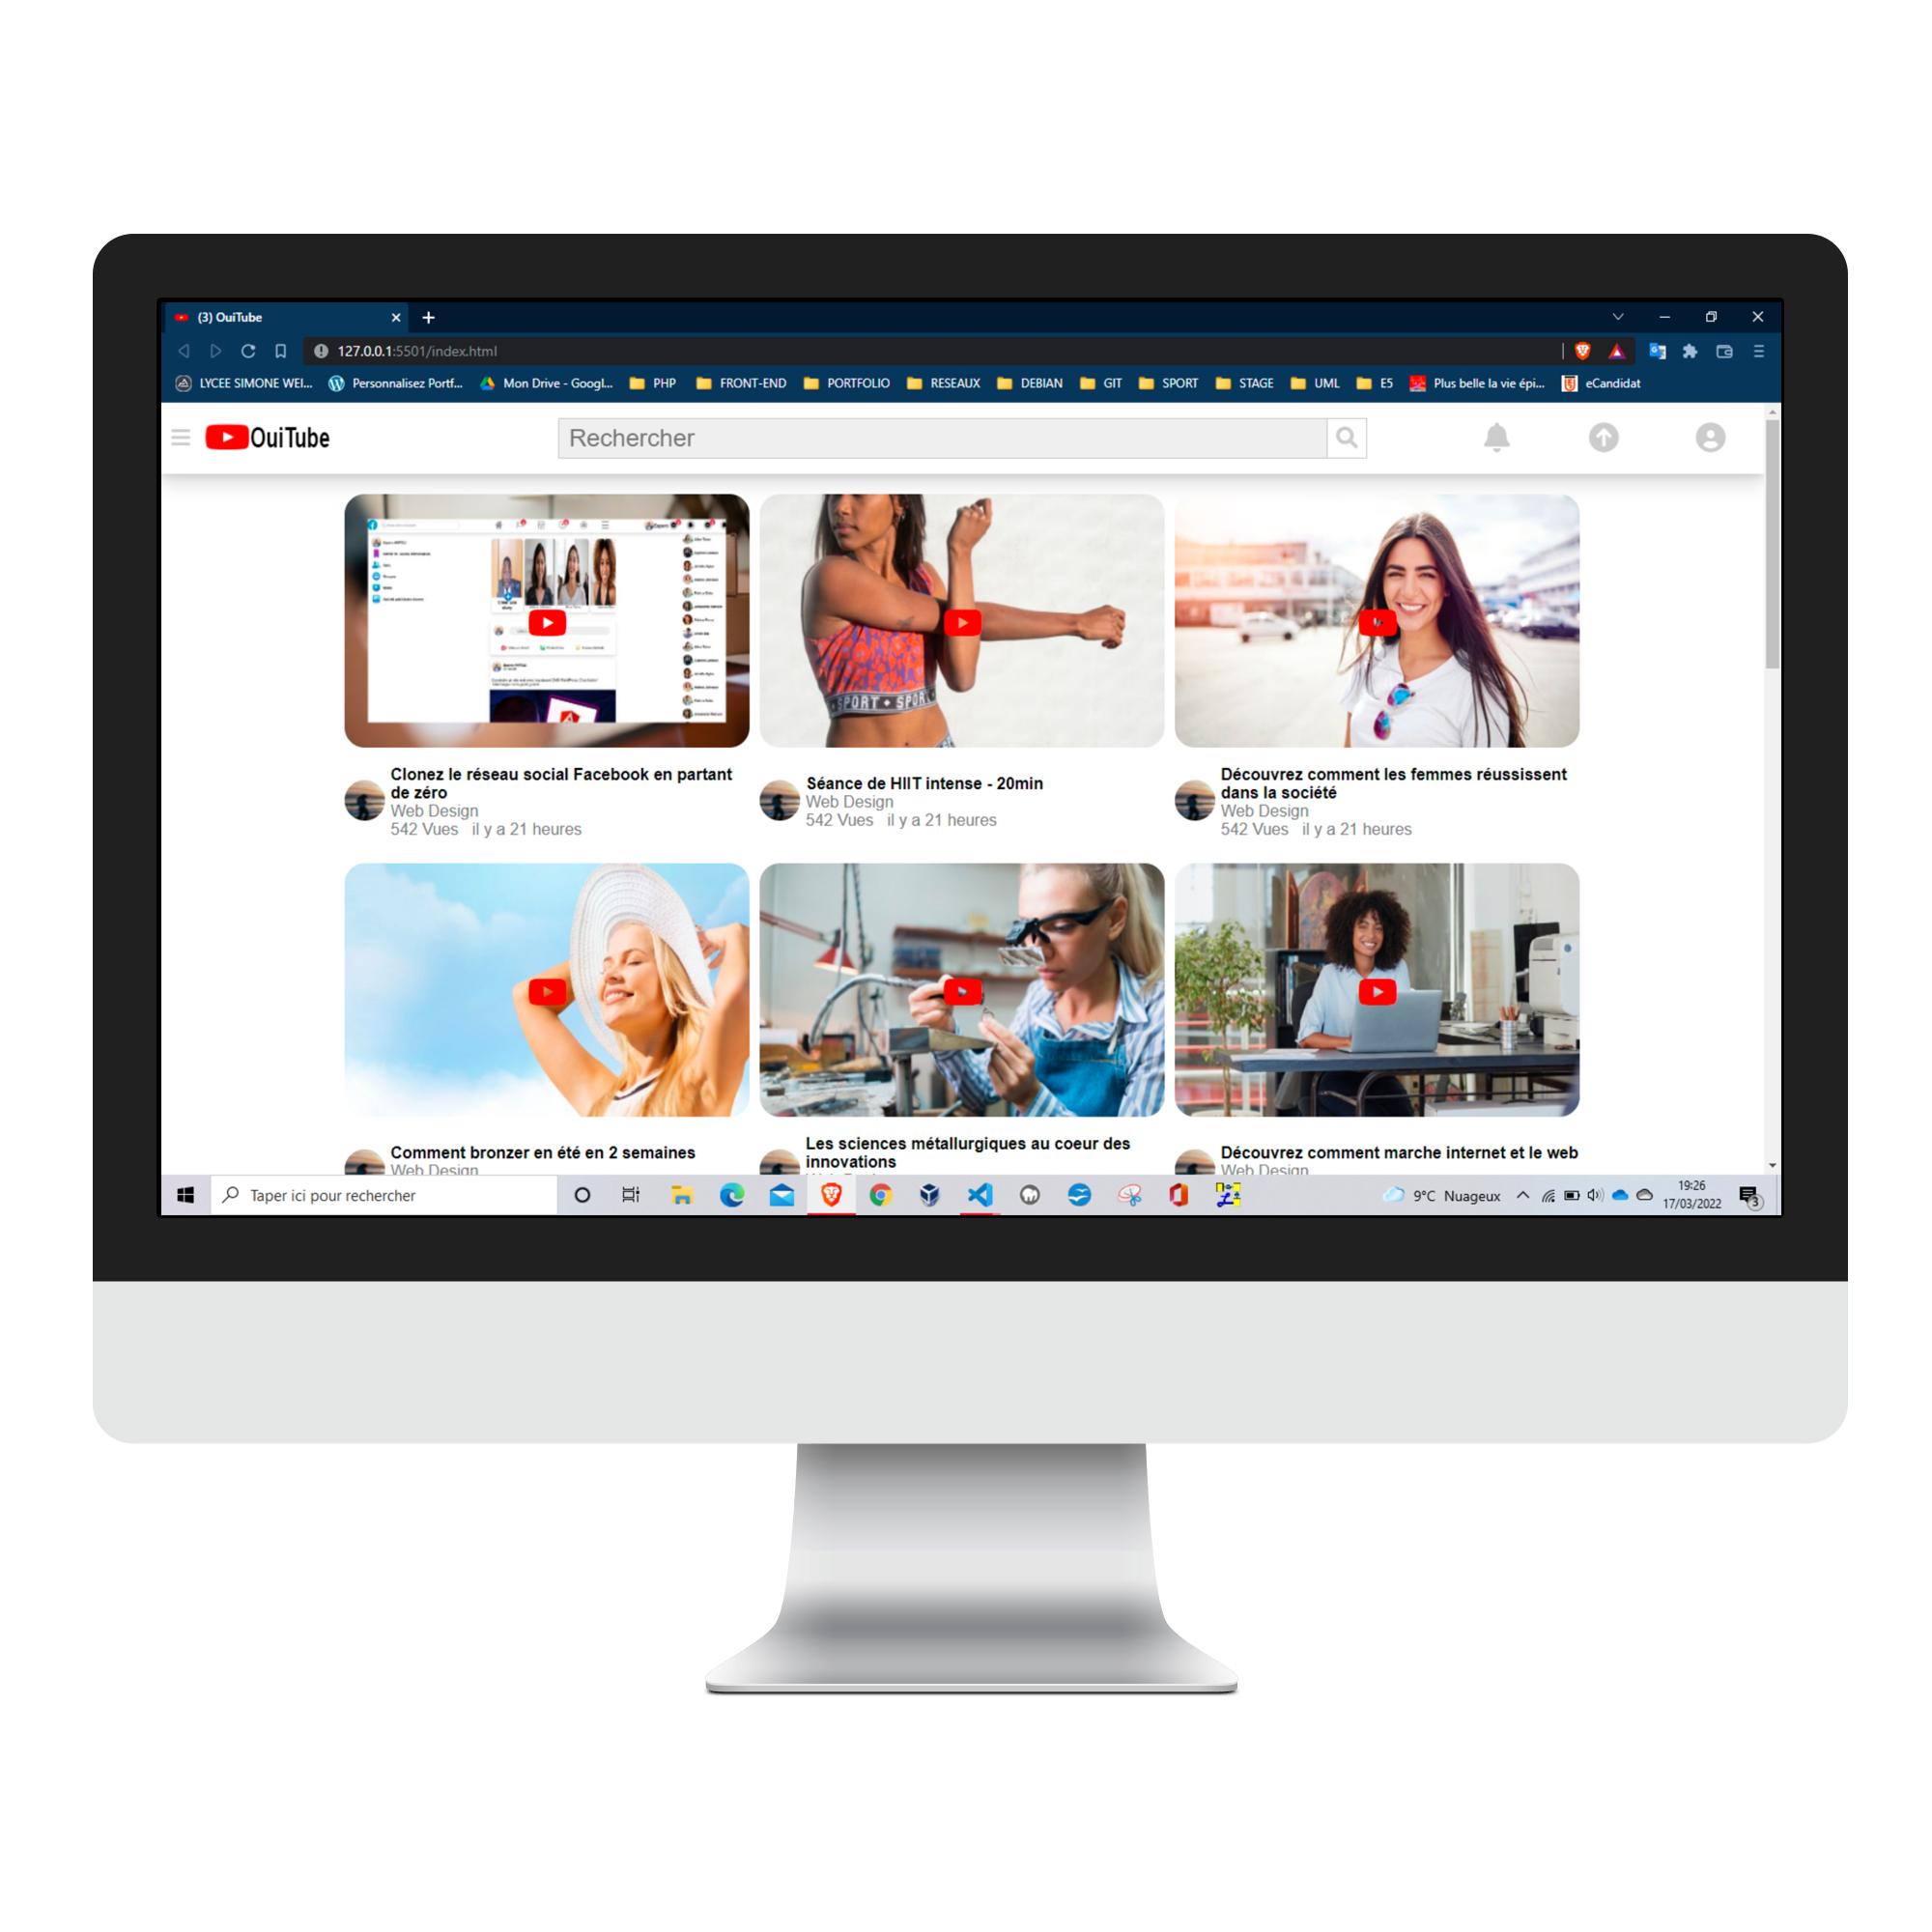 (3) OuiTube
127.0.0.1:5501/index.html
LYCEE SIMONE WEI... Personnalisez Portf... Mon Drive - Googl... PHP FRONT-END PORTFOLIO RESEAUX DEBIAN GIT SPORT STAGE UML E5 Plus belle la vie épi... eCandidat
OuiTube Rechercher
SPORT + SPORT
Clonez le réseau social Facebook en partant
de zéro
Web Design
542 Vues il y a 21 heures
Séance de HIIT intense - 20min
Web Design
542 Vues il y a 21 heures
Découvrez comment les femmes réussissent
dans la société
Web Design
542 Vues il y a 21 heures
Comment bronzer en été en 2 semaines
Web Design
Les sciences métallurgiques au coeur des
innovations
Découvrez comment marche internet et le web
Web Design
Taper ici pour rechercher
9°C Nuageux
19:26
17/03/2022
3